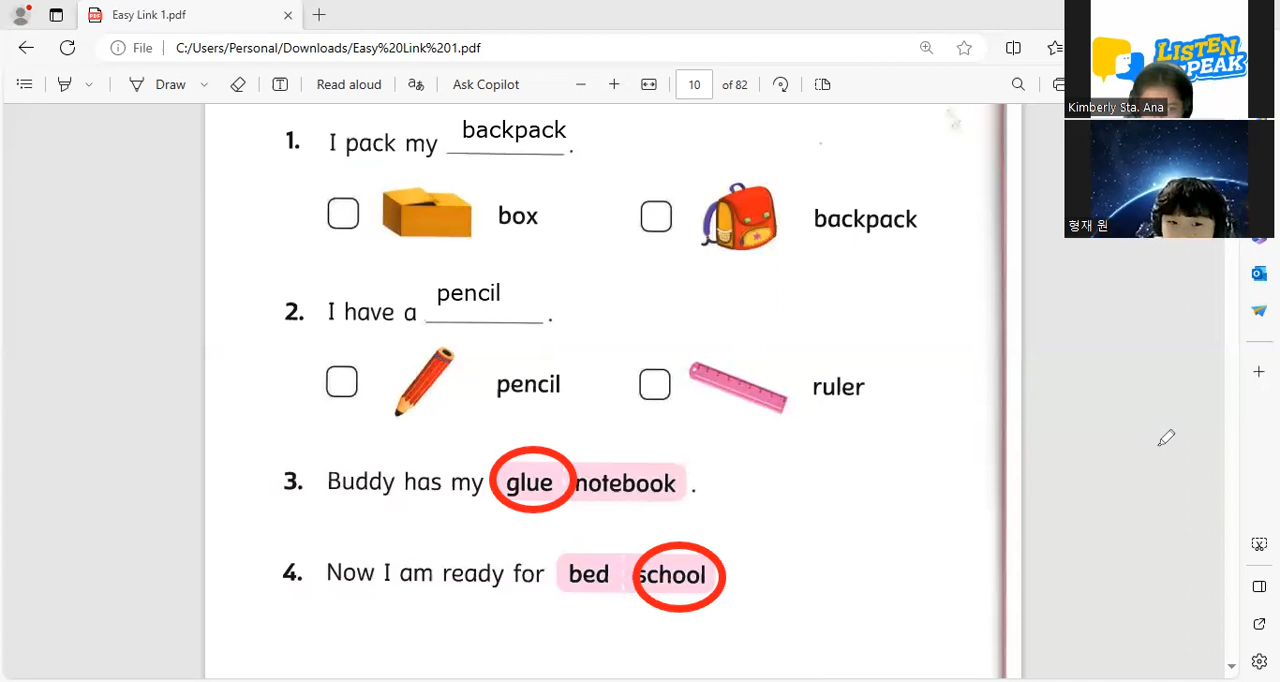 Easy Link 1.pdf
File C:/Users/Personal/Downloads/Easy%20Link%201.pdf
Draw Read aloud Ask Copilot 10 of 82
LISTEN
SPEAK
Kimberly Sta. Ana
형재 원
1. I pack my backpack.
box backpack
2. I have a pencil.
pencil ruler
3. Buddy has my glue notebook.
4. Now I am ready for bed school